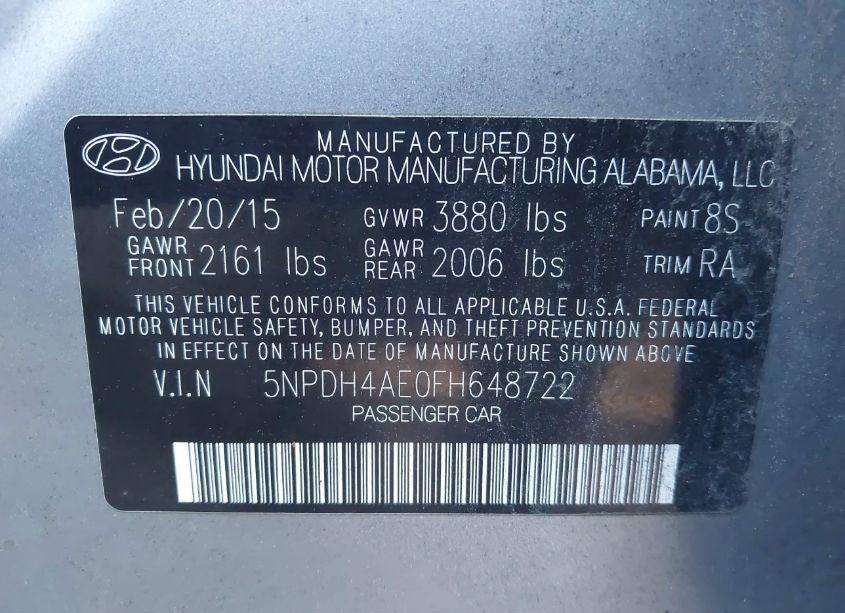 MANUFACTURED BY
HYUNDAI MOTOR MANUFACTURING ALABAMA, LLC
Feb/20/15 GVWR 3880 lbs PAINT 8S
GAWR FRONT 2161 lbs GAWR REAR 2006 lbs TRIM RA
THIS VEHICLE CONFORMS TO ALL APPLICABLE U.S.A. FEDERAL
MOTOR VEHICLE SAFETY, BUMPER, AND THEFT PREVENTION STANDARDS
IN EFFECT ON THE DATE OF MANUFACTURE SHOWN ABOVE
V.I.N 5NPDH4AE0FH648722
PASSENGER CAR